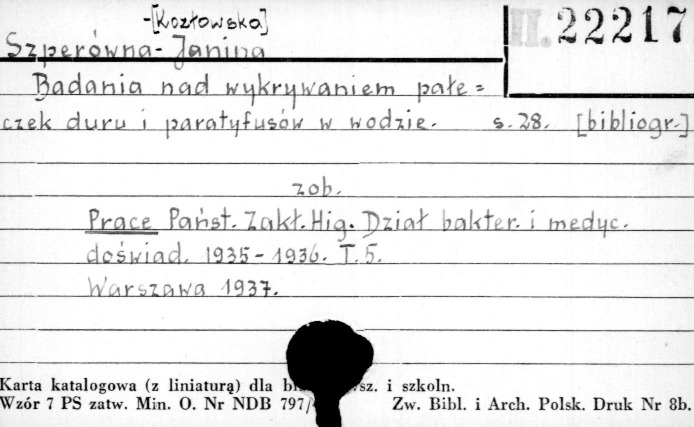 -[Kozłowska]
II. 22217
Szperówna- Janina
Badania nad wykrywaniem pałe=
czek duru i paratyfusów w wodzie. s. 28. [bibliogr.]
zob.
Prace Państ. Zakł. Hig. Dział bakter. i medyc.
doświad. 1935-1936. T. 5.
Warszawa 1937.
Karta katalogowa (z liniaturą) dla sz. i szkoln.
Wzór 7 PS zatw. Min. O. Nr NDB 797/ Zw. Bibl. i Arch. Polsk. Druk Nr 8b.